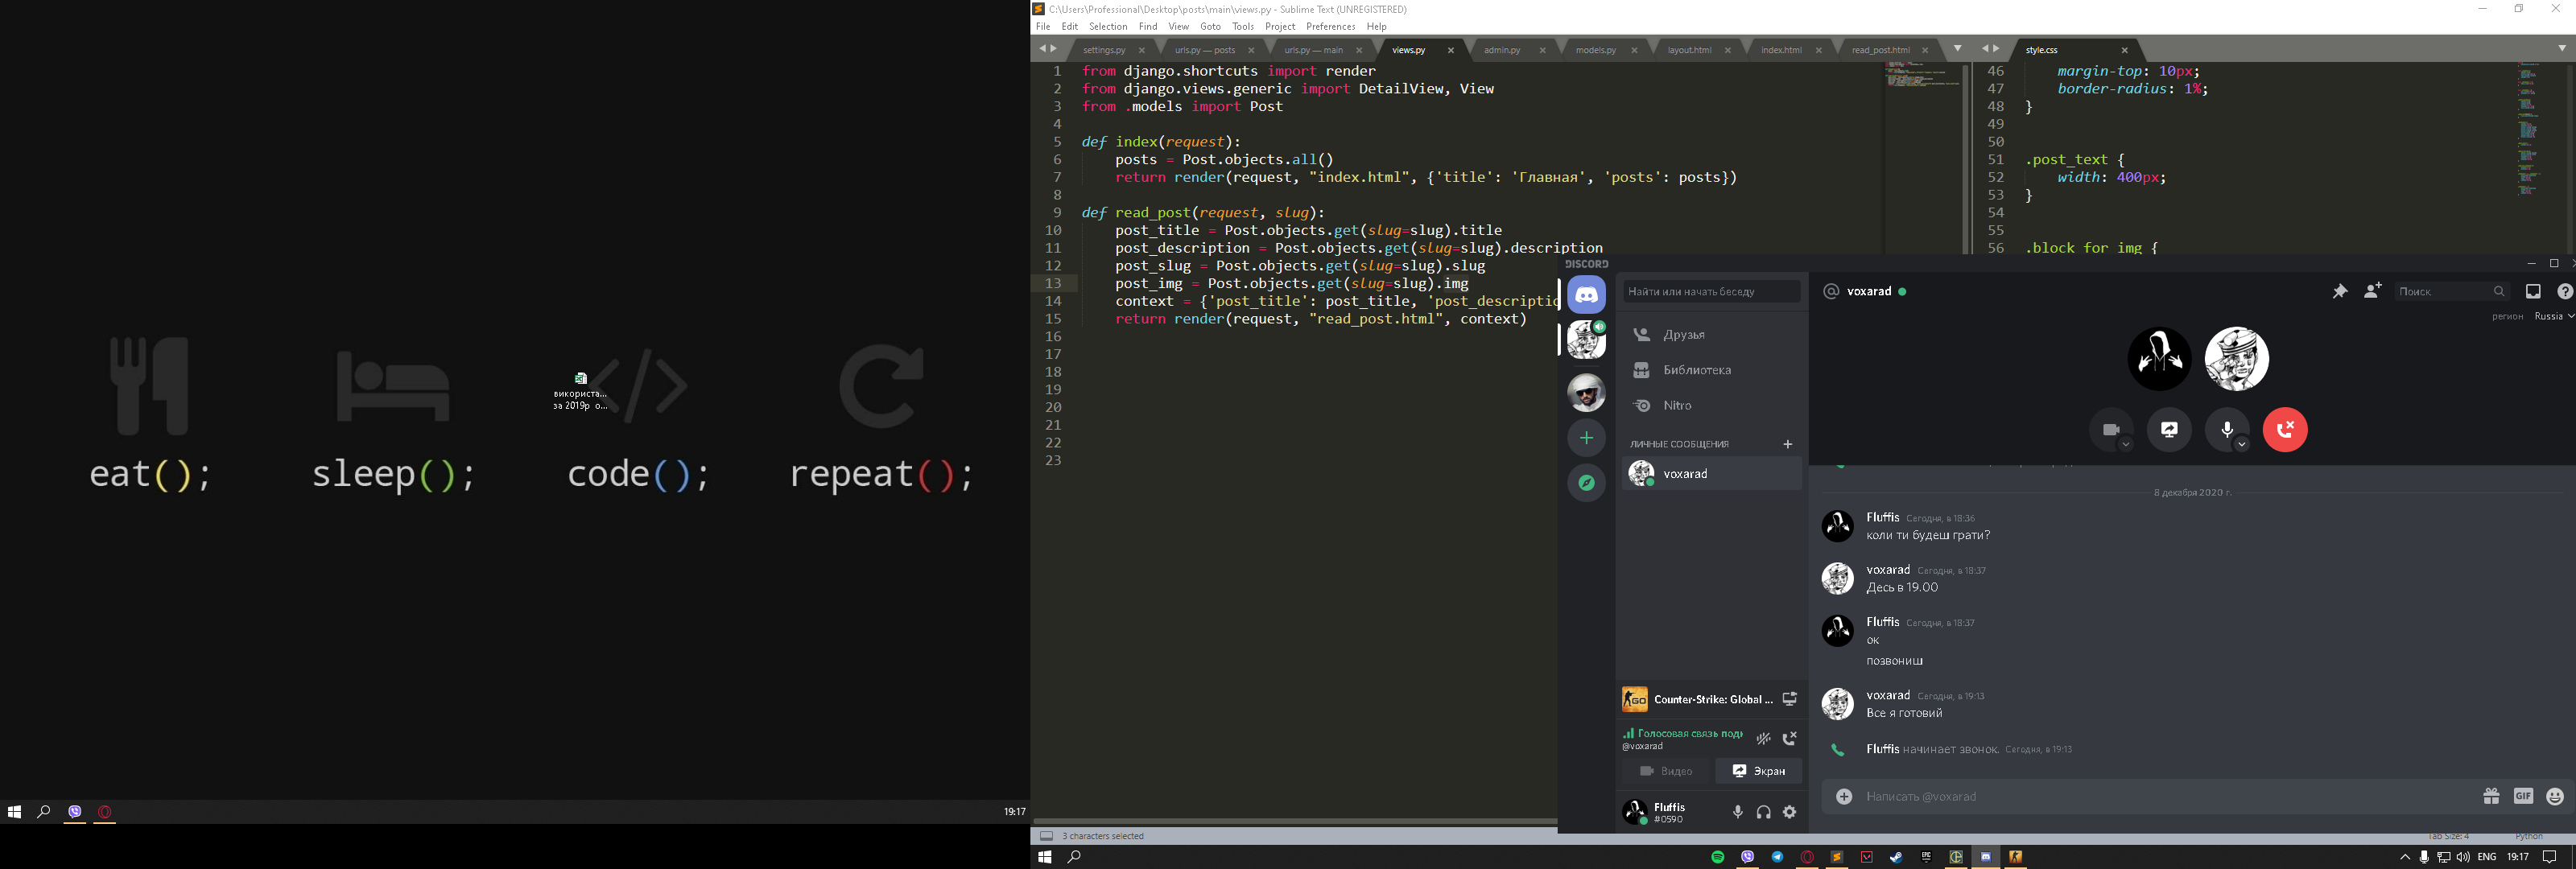 використа...
за 2019р о...
eat(); sleep(); code(); repeat();
19:17
C:\Users\Professional\Desktop\posts\main\views.py - Sublime Text (UNREGISTERED)
File Edit Selection Find View Goto Tools Project Preferences Help
settings.py urls.py — posts urls.py — main views.py admin.py models.py layout.html index.html read_post.html
1 from django.shortcuts import render
2 from django.views.generic import DetailView, View
3 from .models import Post
4
5 def index(request):
6 posts = Post.objects.all()
7 return render(request, "index.html", {'title': 'Главная', 'posts': posts})
8
9 def read_post(request, slug):
10 post_title = Post.objects.get(slug=slug).title
11 post_description = Post.objects.get(slug=slug).description
12 post_slug = Post.objects.get(slug=slug).slug
13 post_img = Post.objects.get(slug=slug).img
14 context = {'post_title': post_title, 'post_descriptio
15 return render(request, "read_post.html", context)
16
17
18
19
20
21
22
23
style.css
46 margin-top: 10px;
47 border-radius: 1%;
48 }
49
50
51 .post_text {
52 width: 400px;
53 }
54
55
56 .block_for_img {
DISCORD
Найти или начать беседу
Друзья
Библиотека
Nitro
ЛИЧНЫЕ СООБЩЕНИЯ
voxarad
Counter-Strike: Global ...
Голосовая связь подк
@voxarad
Видео Экран
Fluffis
#0590
voxarad
Поиск
регион Russia
8 декабря 2020 г.
Fluffis Сегодня, в 18:36
коли ти будеш грати?
voxarad Сегодня, в 18:37
Десь в 19.00
Fluffis Сегодня, в 18:37
ок
позвониш
voxarad Сегодня, в 19:13
Все я готовий
Fluffis начинает звонок. Сегодня, в 19:13
Написать @voxarad
GIF
3 characters selected
Tab Size: 4 Python
ENG 19:17